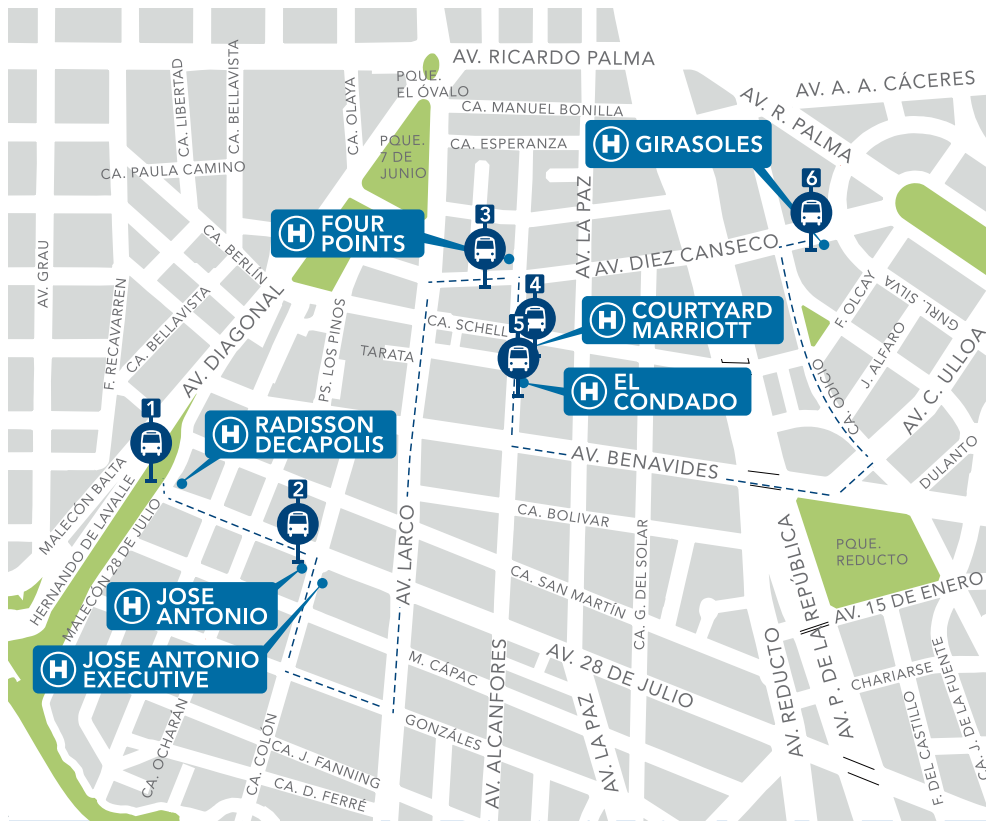 AV. RICARDO PALMA
PQUE.
EL ÓVALO
AV. A. A. CÁCERES
AV. R. PALMA
CA. LIBERTAD
CA. BELLAVISTA
CA. OLAYA
CA. MANUEL BONILLA
CA. ESPERANZA
PQUE.
7 DE
JUNIO
H GIRASOLES
CA. PAULA CAMINO
6
AV. LA PAZ
3
H FOUR
POINTS
CA. BERLIN
AV. GRAU
AV. DIEZ CANSECO
F. RECAVARREN
CA. BELLAVISTA
AV. DIAGONAL
PS. LOS PINOS
4
5
CA. SCHELL
TARATA
H COURTYARD
MARRIOTT
H EL
CONDADO
F. OLCAY
GNRL. SILVA
J. ALFARO
CA. ODICIO
AV. C. ULLOA
DULANTO
1
H RADISSON
DECAPOLIS
2
AV. BENAVIDES
MALECÓN BALTA
HERNANDO DE LAVALLE
MALECÓN 28 DE JULIO
AV. LARCO
CA. BOLIVAR
CA. G. DEL SOLAR
PQUE.
REDUCTO
H JOSE
ANTONIO
CA. SAN MARTÍN
AV. 15 DE ENERO
H JOSE ANTONIO
EXECUTIVE
M. CÁPAC
AV. 28 DE JULIO
AV. ALCANFORES
AV. LA PAZ
AV. REDUCTO
AV. P. DE LA REPÚBLICA
CHARIARSE
F. DEL CASTILLO
CA. J. DE LA FUENTE
GONZÁLES
CA. OCHARÁN
CA. COLÓN
CA. J. FANNING
CA. D. FERRÉ